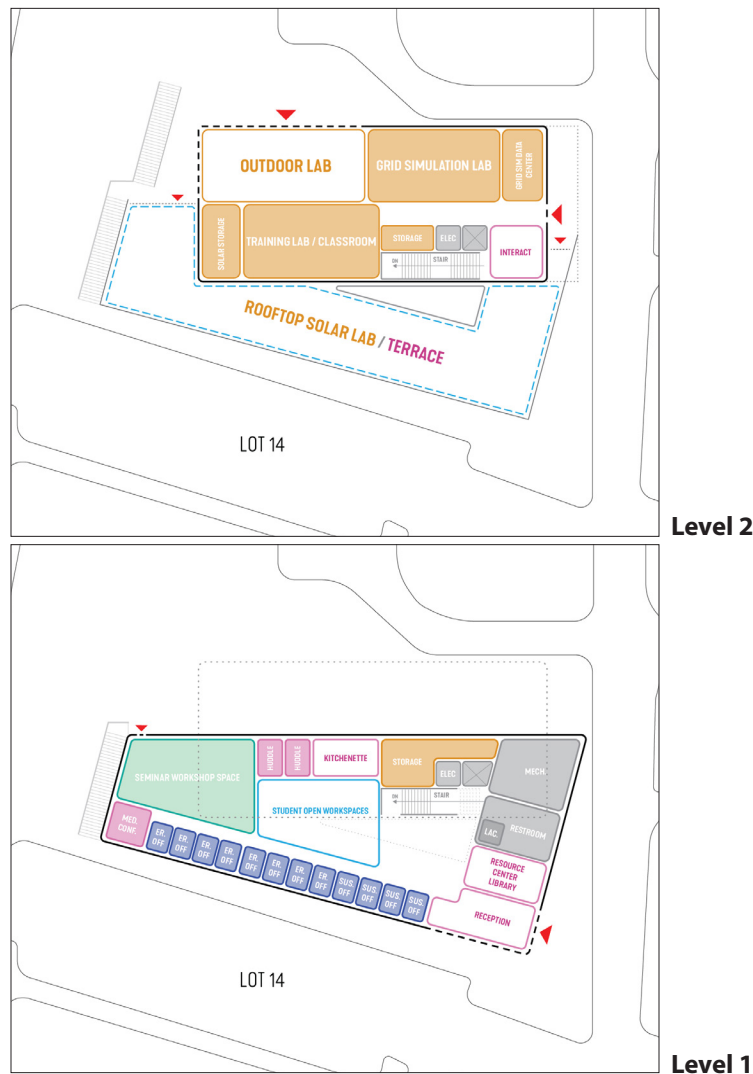 OUTDOOR LAB
GRID SIMULATION LAB
GRID SIM DATA
CENTER
SOLAR STORAGE
TRAINING LAB / CLASSROOM
STORAGE
ELEC
DN
STAIR
INTERACT
ROOFTOP SOLAR LAB / TERRACE
LOT 14
Level 2
SEMINAR WORKSHOP SPACE
HUDDLE
HUDDLE
KITCHENETTE
STORAGE
ELEC
MECH.
DN
STAIR
STUDENT OPEN WORKSPACES
MED.
CONF.
ER.
OFF
ER.
OFF
ER.
OFF
ER.
OFF
ER.
OFF
ER.
OFF
ER.
OFF
ER.
OFF
SUS.
OFF
SUS.
OFF
SUS.
OFF
SUS.
OFF
LAC.
RESTROOM
RESOURCE
CENTER
LIBRARY
RECEPTION
LOT 14
Level 1